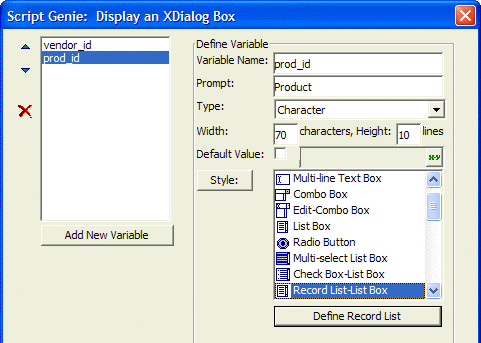 Script Genie: Display an XDialog Box
vendor_id
prod_id
Add New Variable
Define Variable
Variable Name: prod_id
Prompt: Product
Type: Character
Width: 70 characters, Height: 10 lines
Default Value:
Style:
Multi-line Text Box
Combo Box
Edit-Combo Box
List Box
Radio Button
Multi-select List Box
Check Box-List Box
Record List-List Box
Define Record List